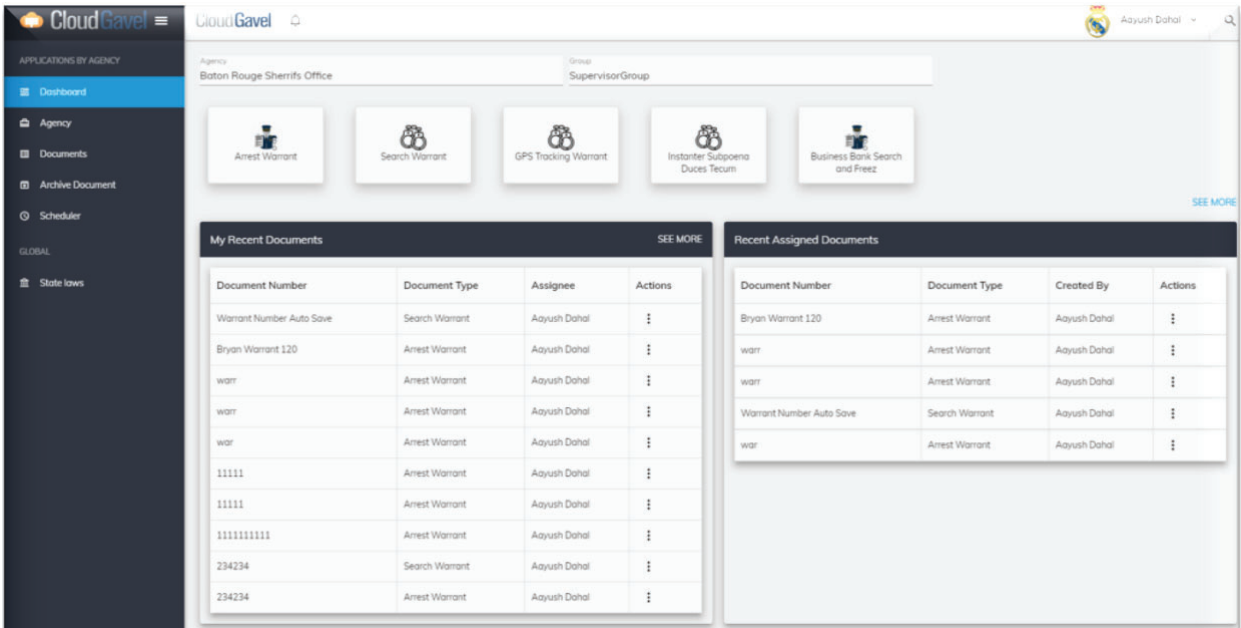 CloudGavel
CloudGavel
Aayush Dahal
APPLICATIONS BY AGENCY
Dashboard
Agency
Documents
Archive Document
Scheduler
GLOBAL
State laws
Agency
Baton Rouge Sherrifs Office
Group
SupervisorGroup
Arrest Warrant
Search Warrant
GPS Tracking Warrant
Instanter Subpoena
Duces Tecum
Business Bank Search
and Freez
SEE MORE
My Recent Documents SEE MORE
Document Number Document Type Assignee Actions
Warrant Number Auto Save Search Warrant Aayush Dahal
Bryan Warrant 120 Arrest Warrant Aayush Dahal
warr Arrest Warrant Aayush Dahal
warr Arrest Warrant Aayush Dahal
war Arrest Warrant Aayush Dahal
11111 Arrest Warrant Aayush Dahal
11111 Arrest Warrant Aayush Dahal
1111111111 Arrest Warrant Aayush Dahal
234234 Search Warrant Aayush Dahal
234234 Arrest Warrant Aayush Dahal
Recent Assigned Documents
Document Number Document Type Created By Actions
Bryan Warrant 120 Arrest Warrant Aayush Dahal
warr Arrest Warrant Aayush Dahal
warr Arrest Warrant Aayush Dahal
Warrant Number Auto Save Search Warrant Aayush Dahal
war Arrest Warrant Aayush Dahal